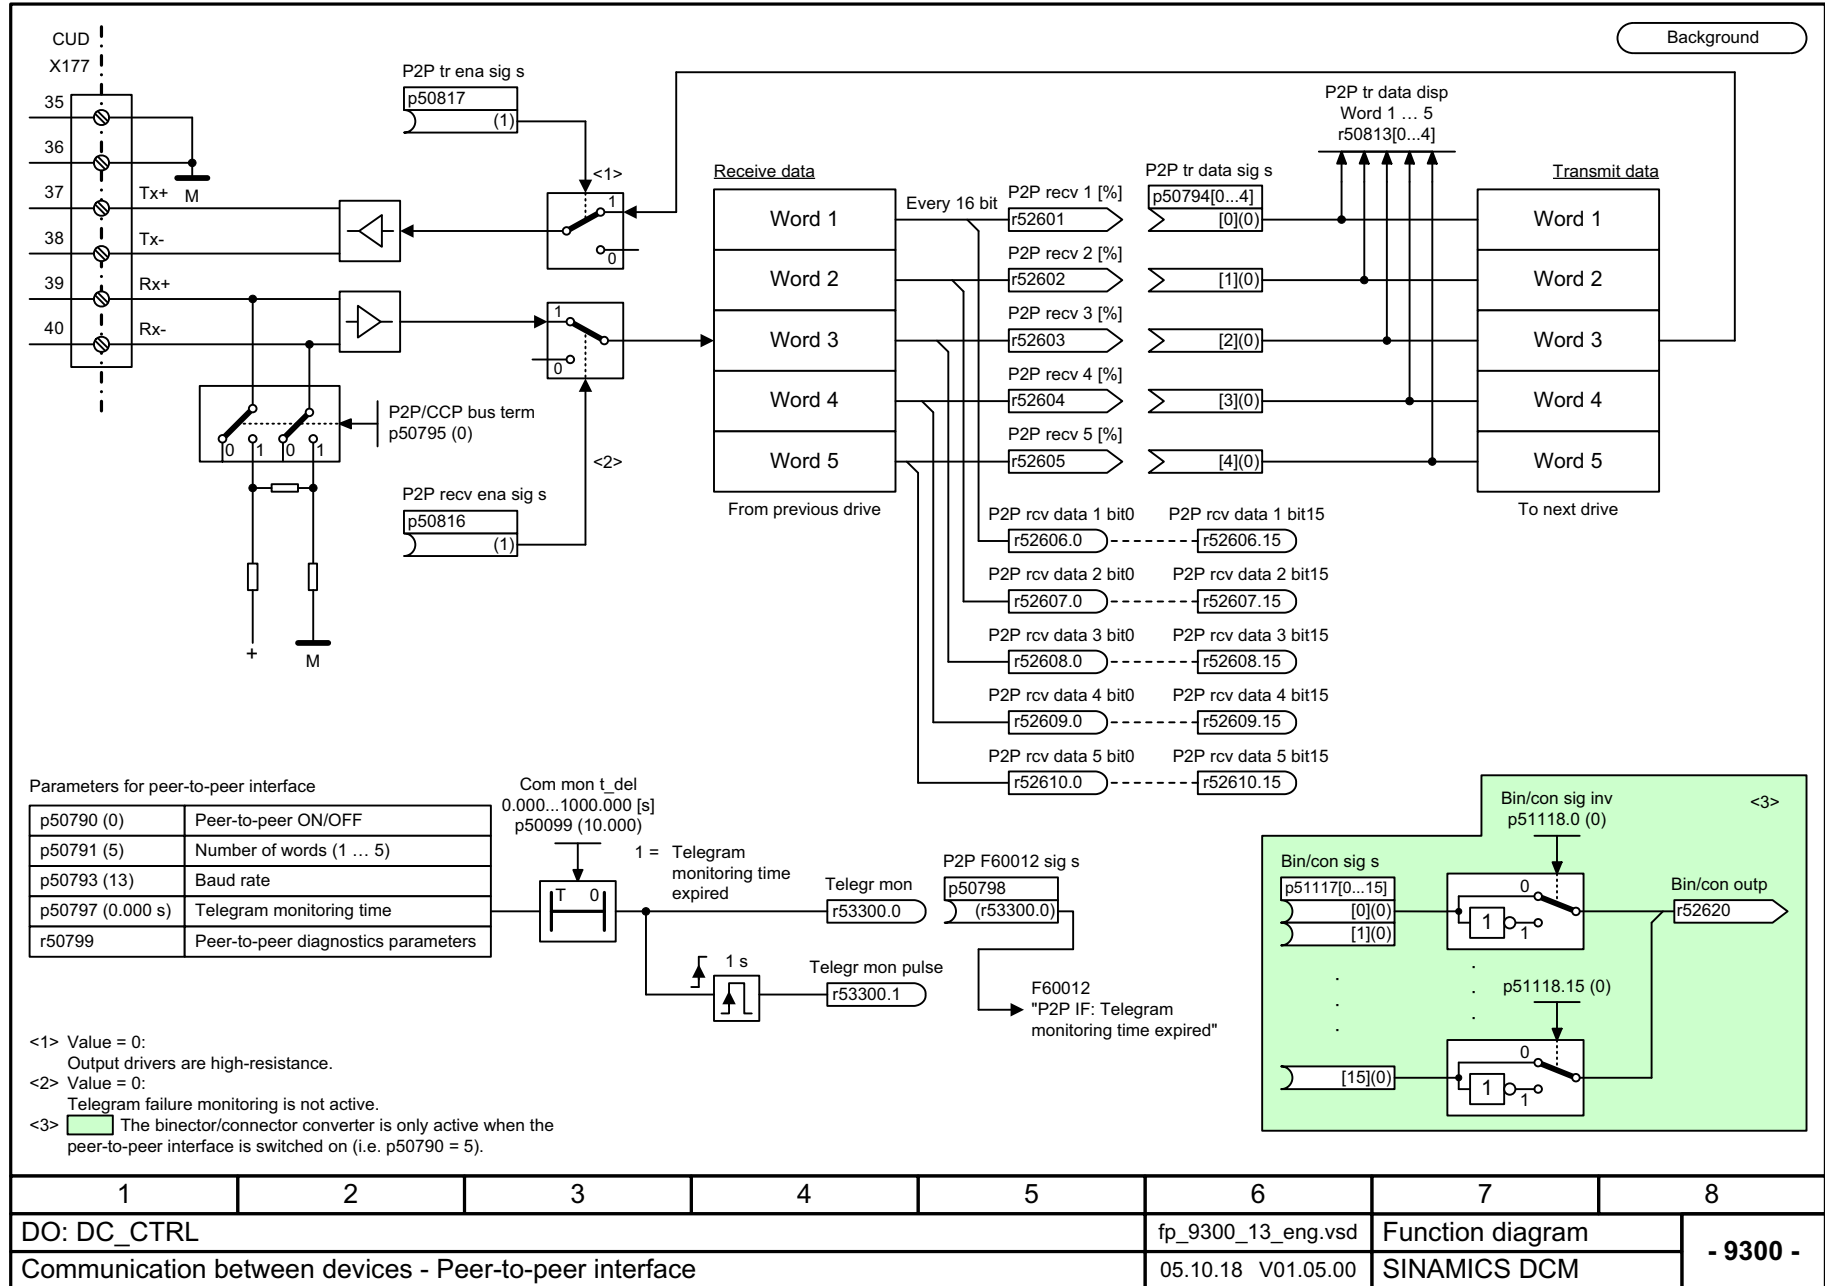 Background
CUD
X177
35
36
37
38
39
40
Tx+
M
Tx-
Rx+
Rx-
P2P tr ena sig s
p50817
(1)
<1>
1
0
1
0
P2P/CCP bus term
p50795 (0)
0
1
0
1
+
M
P2P recv ena sig s
p50816
(1)
<2>
Receive data
Word 1
Word 2
Word 3
Word 4
Word 5
From previous drive
Every 16 bit
P2P recv 1 [%]
r52601
P2P recv 2 [%]
r52602
P2P recv 3 [%]
r52603
P2P recv 4 [%]
r52604
P2P recv 5 [%]
r52605
P2P tr data sig s
p50794[0...4]
[0](0)
[1](0)
[2](0)
[3](0)
[4](0)
P2P tr data disp
Word 1 … 5
r50813[0...4]
Transmit data
Word 1
Word 2
Word 3
Word 4
Word 5
To next drive
P2P rcv data 1 bit0
P2P rcv data 1 bit15
r52606.0
r52606.15
P2P rcv data 2 bit0
P2P rcv data 2 bit15
r52607.0
r52607.15
P2P rcv data 3 bit0
P2P rcv data 3 bit15
r52608.0
r52608.15
P2P rcv data 4 bit0
P2P rcv data 4 bit15
r52609.0
r52609.15
P2P rcv data 5 bit0
P2P rcv data 5 bit15
r52610.0
r52610.15
Parameters for peer-to-peer interface
p50790 (0) Peer-to-peer ON/OFF
p50791 (5) Number of words (1 … 5)
p50793 (13) Baud rate
p50797 (0.000 s) Telegram monitoring time
r50799 Peer-to-peer diagnostics parameters
Com mon t_del
0.000...1000.000 [s]
p50099 (10.000)
T 0
1 = Telegram
monitoring time
expired
1 s
Telegr mon
r53300.0
Telegr mon pulse
r53300.1
P2P F60012 sig s
p50798
(r53300.0)
F60012
"P2P IF: Telegram
monitoring time expired"
Bin/con sig inv
p51118.0 (0)
<3>
Bin/con sig s
p51117[0...15]
[0](0)
[1](0)
0
1
1
Bin/con outp
r52620
p51118.15 (0)
[15](0)
0
1
1
<1> Value = 0:
Output drivers are high-resistance.
<2> Value = 0:
Telegram failure monitoring is not active.
<3> The binector/connector converter is only active when the
peer-to-peer interface is switched on (i.e. p50790 = 5).
1 2 3 4 5 6 7 8
DO: DC_CTRL
fp_9300_13_eng.vsd
Function diagram
- 9300 -
Communication between devices - Peer-to-peer interface
05.10.18 V01.05.00
SINAMICS DCM